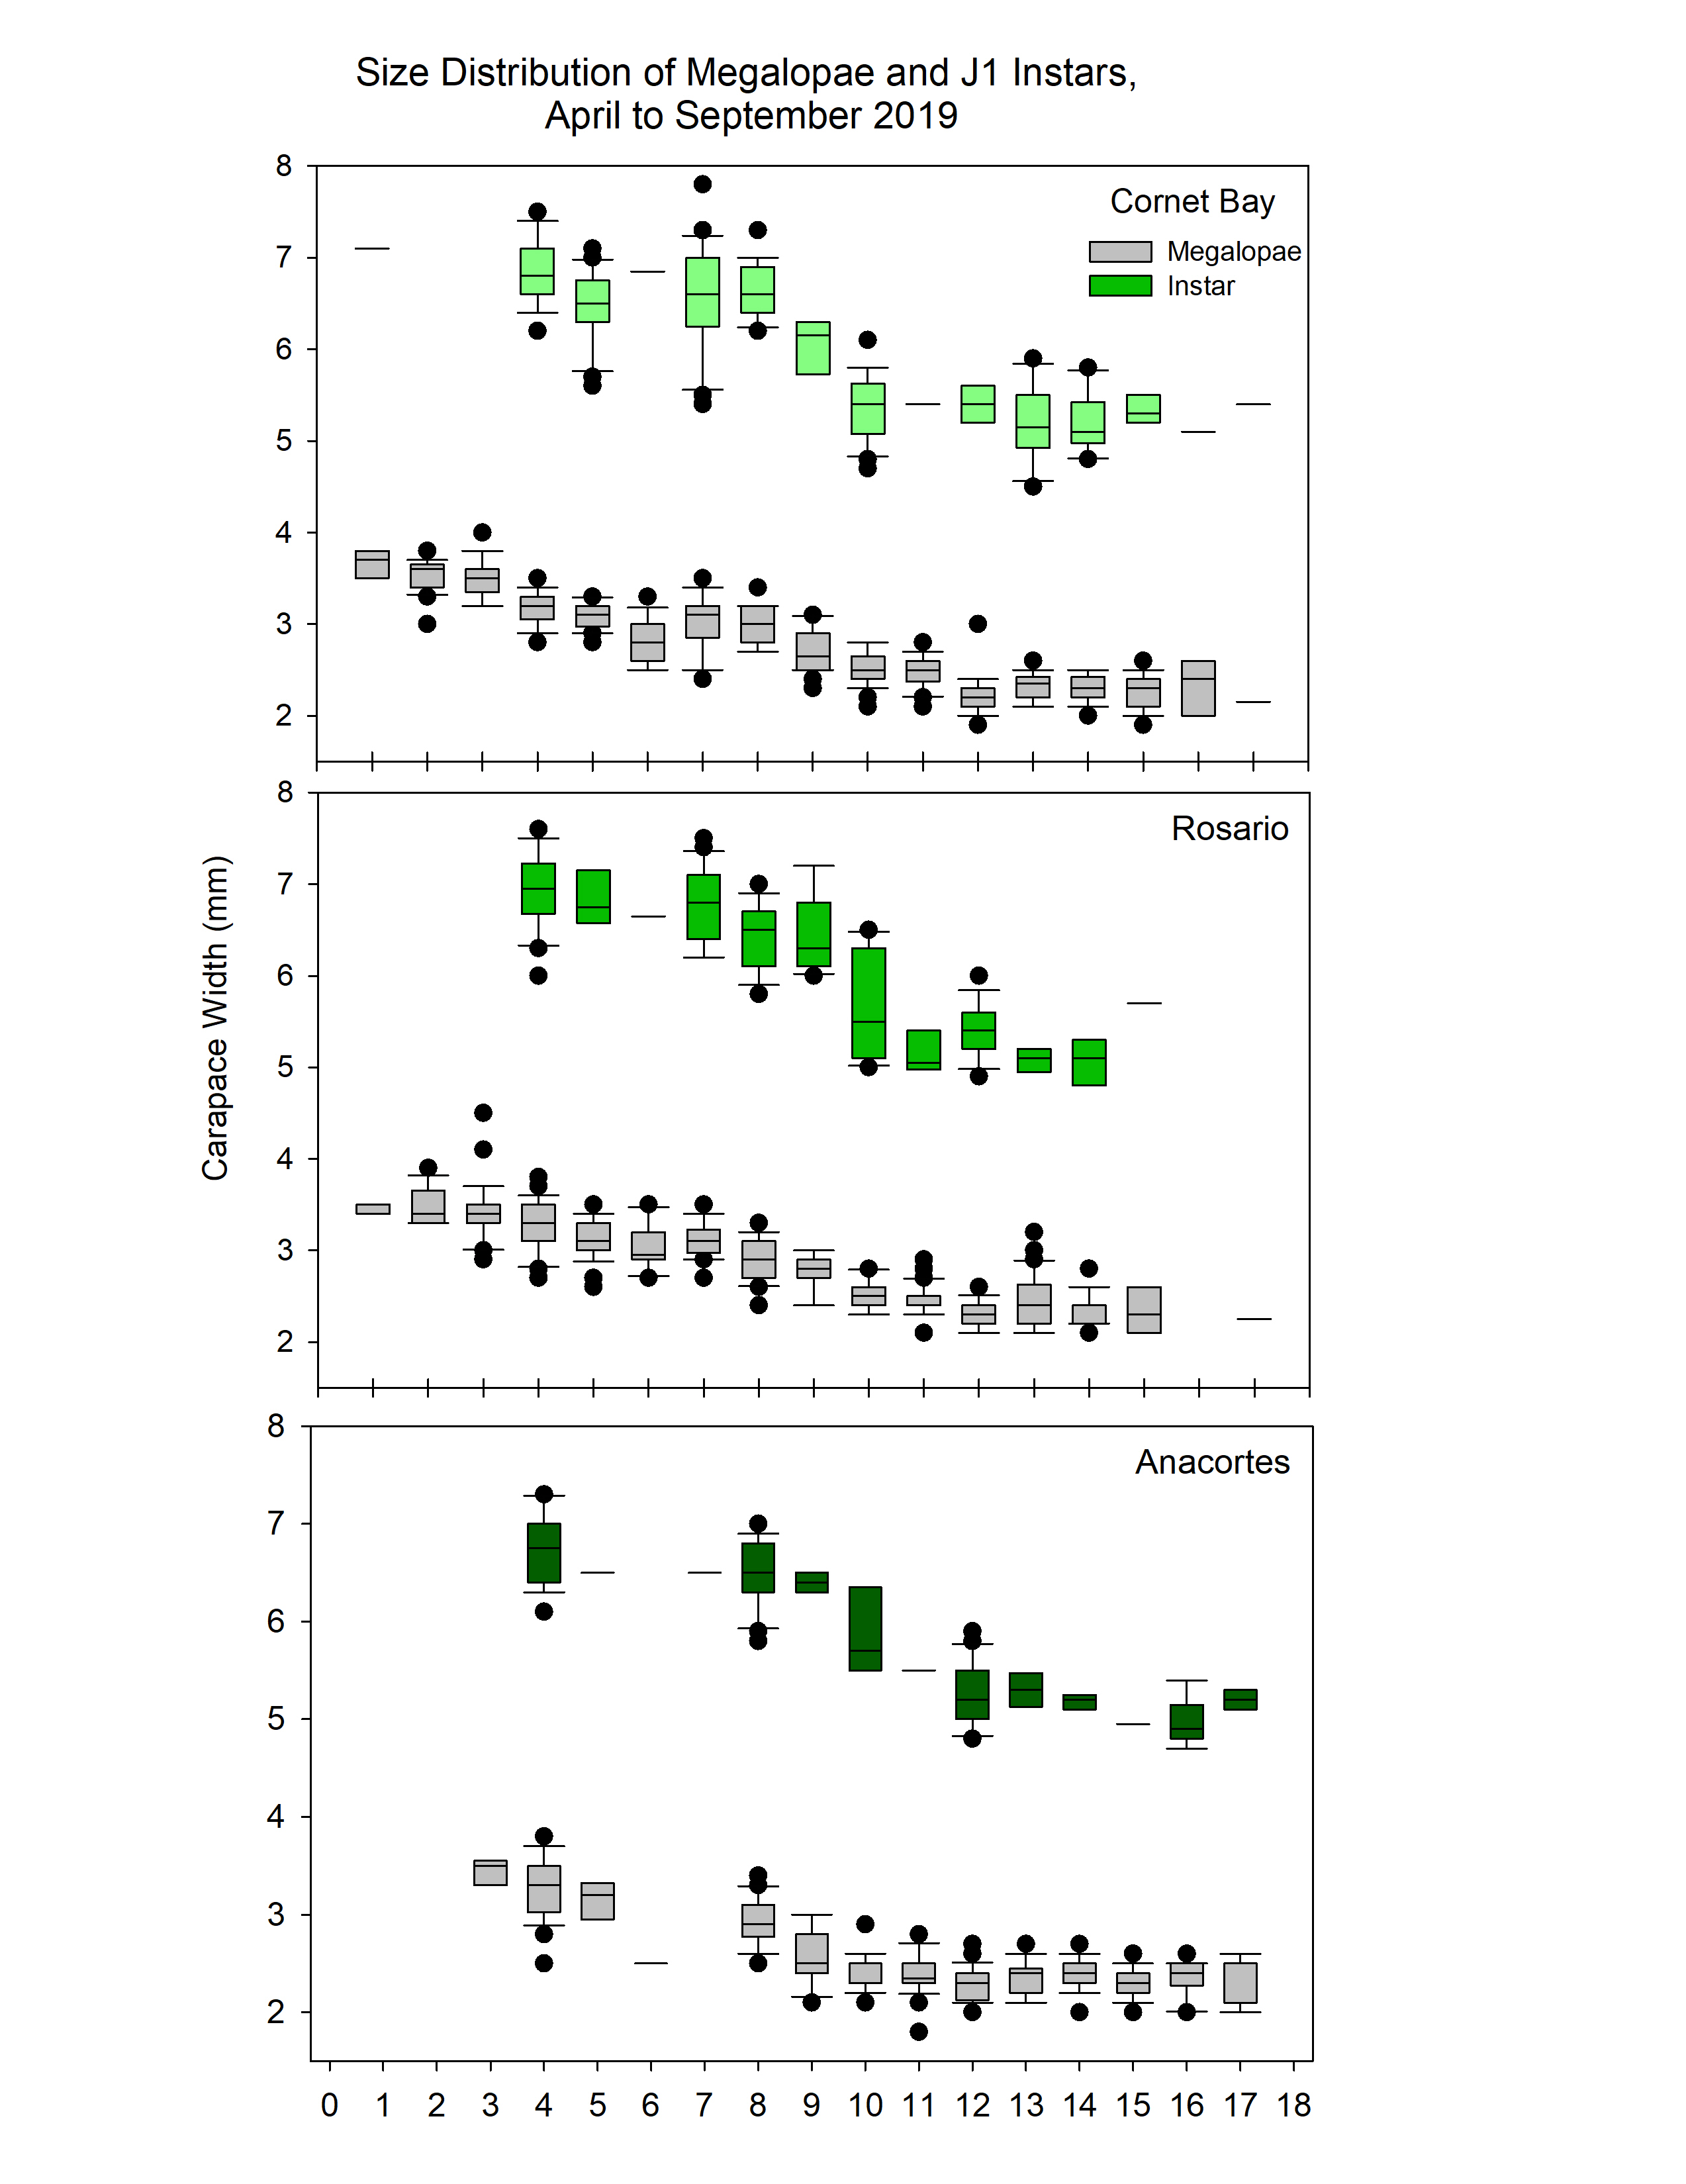 Size Distribution of Megalopae and J1 Instars,
April to September 2019
8
7
6
5
4
3
2
Cornet Bay
Megalopae
Instar
Carapace Width (mm)
8
7
6
5
4
3
2
Rosario
8
7
6
5
4
3
2
Anacortes
0 1 2 3 4 5 6 7 8 9 10 11 12 13 14 15 16 17 18